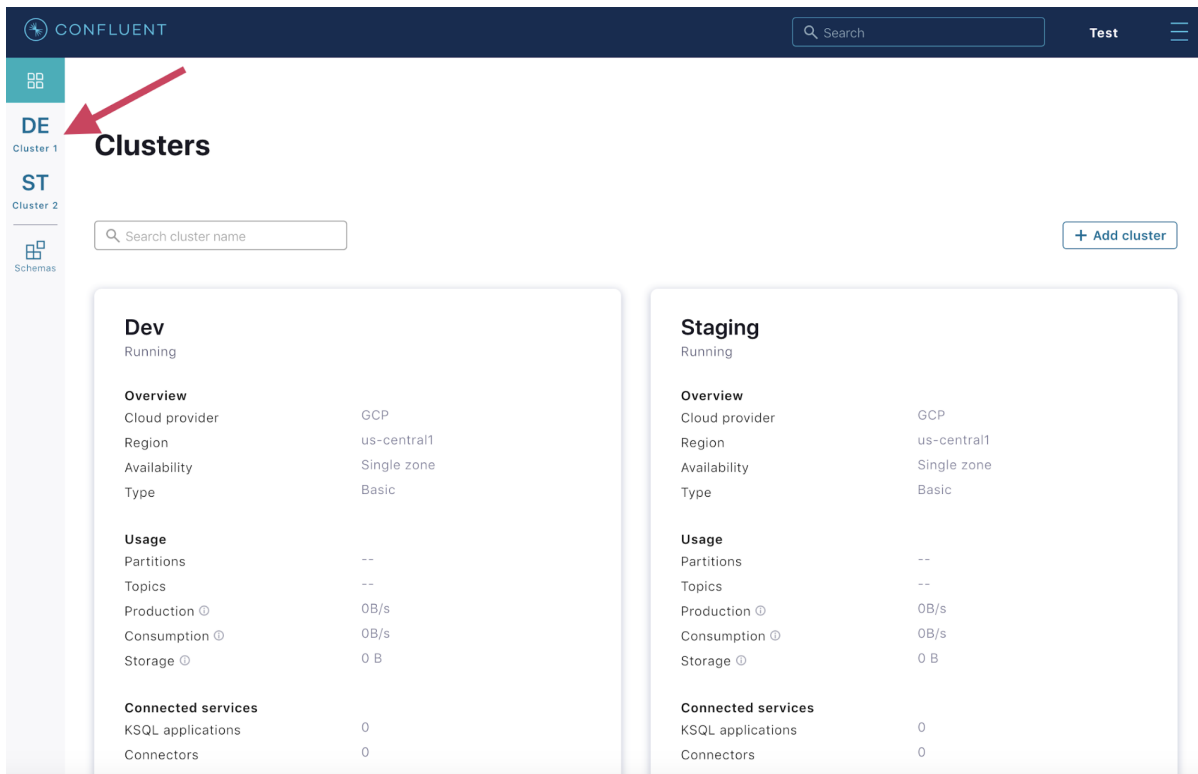 CONFLUENT
Search
Test
DE
Cluster 1
ST
Cluster 2
Schemas
Clusters
Search cluster name
+ Add cluster
Dev
Running
Overview
Cloud provider GCP
Region us-central1
Availability Single zone
Type Basic
Usage
Partitions --
Topics --
Production 0B/s
Consumption 0B/s
Storage 0 B
Connected services
KSQL applications 0
Connectors 0
Staging
Running
Overview
Cloud provider GCP
Region us-central1
Availability Single zone
Type Basic
Usage
Partitions --
Topics --
Production 0B/s
Consumption 0B/s
Storage 0 B
Connected services
KSQL applications 0
Connectors 0